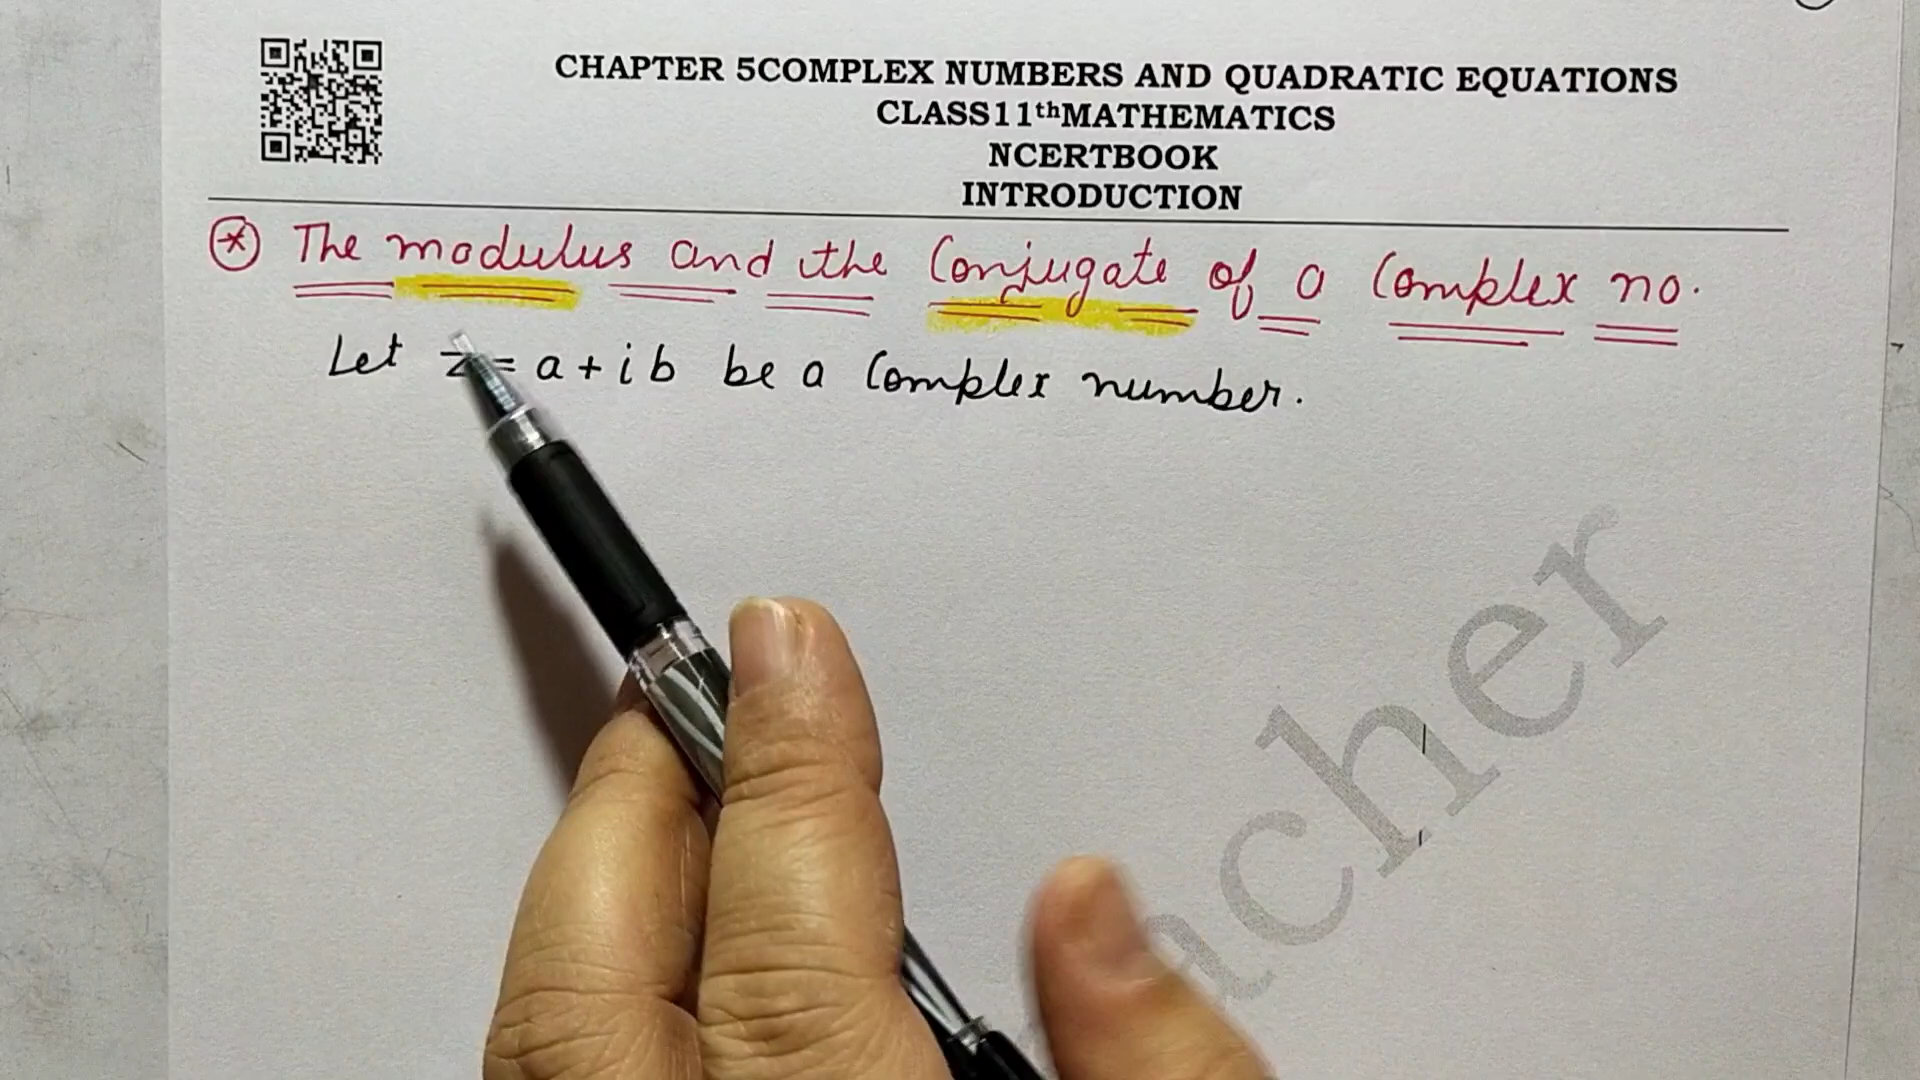 CHAPTER 5COMPLEX NUMBERS AND QUADRATIC EQUATIONS
CLASS11thMATHEMATICS
NCERTBOOK
INTRODUCTION
The modulus and the Conjugate of a Complex no.
Let z = a + i b be a Complex number.
acher